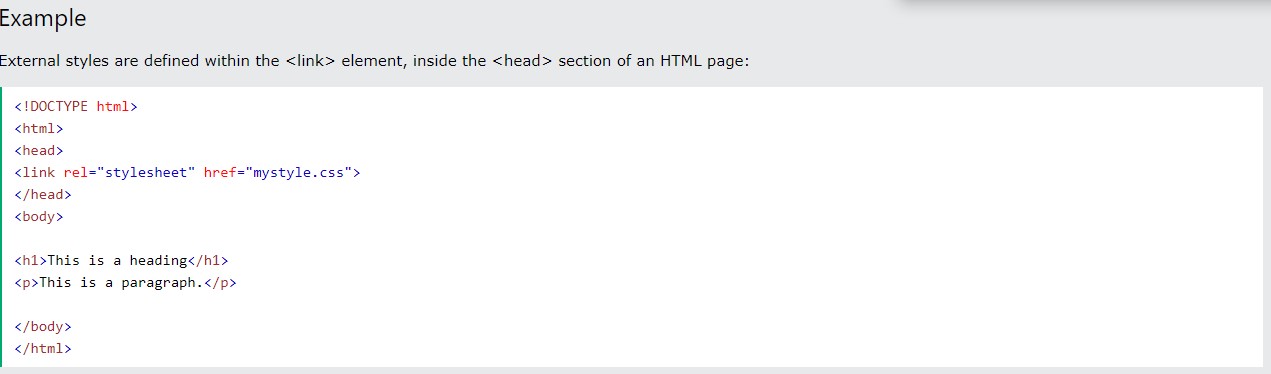 Example
External styles are defined within the <link> element, inside the <head> section of an HTML page:
<!DOCTYPE html>
<html>
<head>
<link rel="stylesheet" href="mystyle.css">
</head>
<body>
<h1>This is a heading</h1>
<p>This is a paragraph.</p>
</body>
</html>